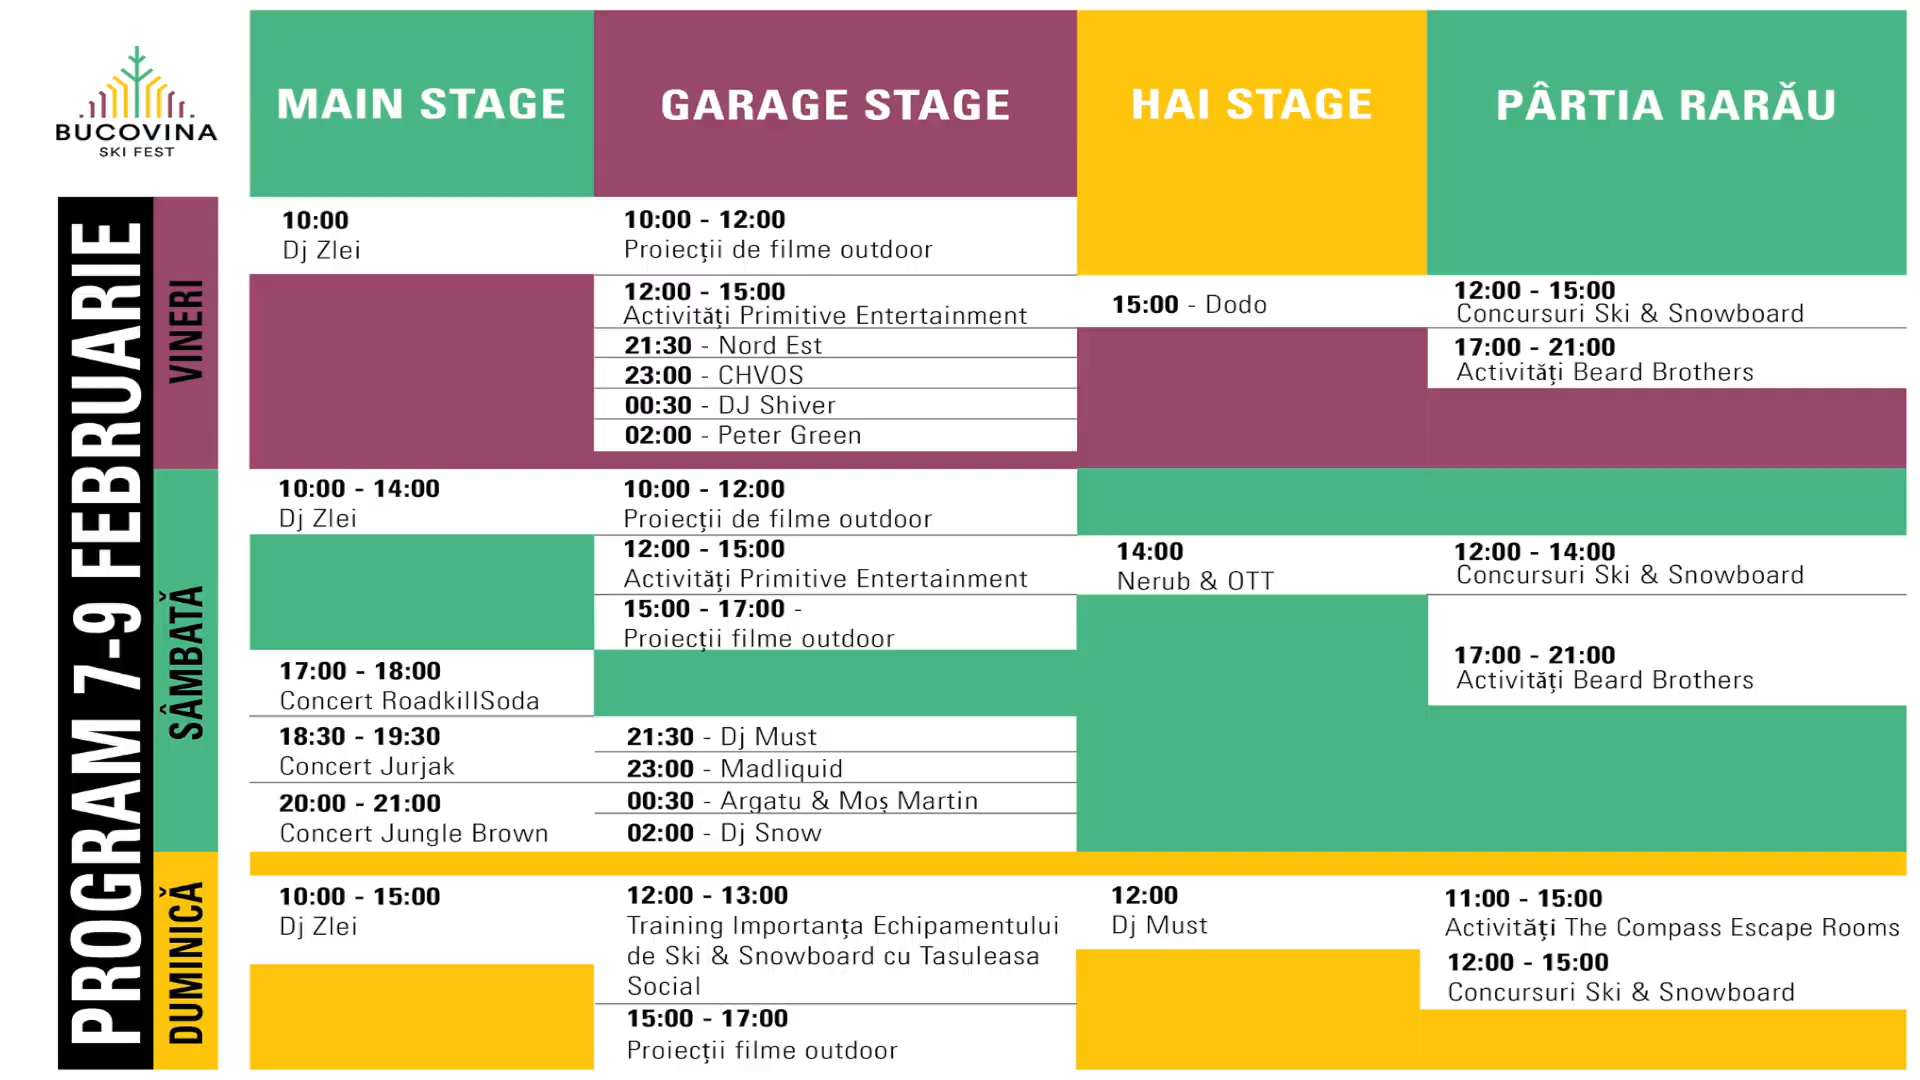 BUCOVINA
SKI FEST
MAIN STAGE
GARAGE STAGE
HAI STAGE
PÂRTIA RARĂU
PROGRAM 7-9 FEBRUARIE
VINERI
10:00
Dj Zlei
10:00 - 12:00
Proiecții de filme outdoor
12:00 - 15:00
Activități Primitive Entertainment
21:30 - Nord Est
23:00 - CHVOS
00:30 - DJ Shiver
02:00 - Peter Green
15:00 - Dodo
12:00 - 15:00
Concursuri Ski & Snowboard
17:00 - 21:00
Activități Beard Brothers
SÂMBATĂ
10:00 - 14:00
Dj Zlei
17:00 - 18:00
Concert RoadkillSoda
18:30 - 19:30
Concert Jurjak
20:00 - 21:00
Concert Jungle Brown
10:00 - 12:00
Proiecții de filme outdoor
12:00 - 15:00
Activități Primitive Entertainment
15:00 - 17:00 -
Proiecții filme outdoor
21:30 - Dj Must
23:00 - Madliquid
00:30 - Argatu & Moș Martin
02:00 - Dj Snow
14:00
Nerub & OTT
12:00 - 14:00
Concursuri Ski & Snowboard
17:00 - 21:00
Activități Beard Brothers
DUMINICĂ
10:00 - 15:00
Dj Zlei
12:00 - 13:00
Training Importanța Echipamentului
de Ski & Snowboard cu Tasuleasa
Social
15:00 - 17:00
Proiecții filme outdoor
12:00
Dj Must
11:00 - 15:00
Activități The Compass Escape Rooms
12:00 - 15:00
Concursuri Ski & Snowboard